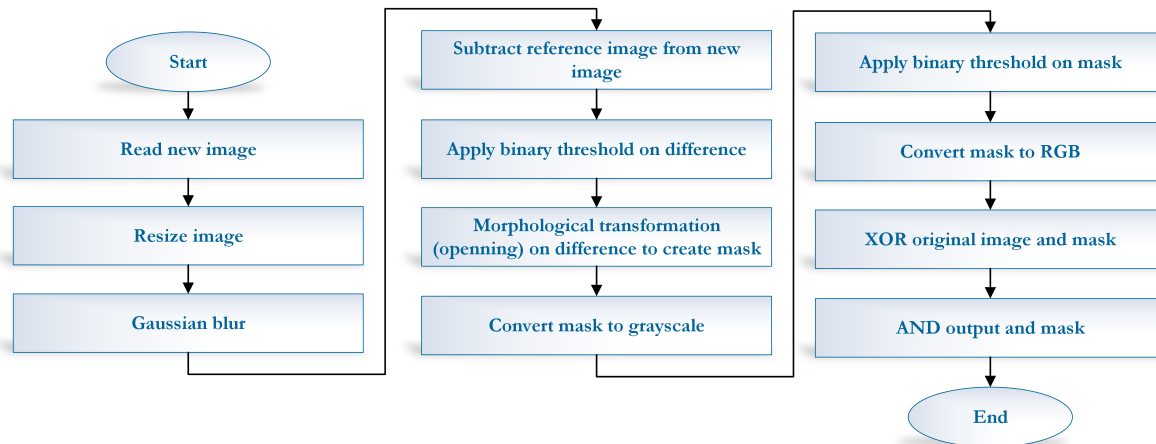 Start
Read new image
Resize image
Gaussian blur
Subtract reference image from new
image
Apply binary threshold on difference
Morphological transformation
(openning) on difference to create mask
Convert mask to grayscale
Apply binary threshold on mask
Convert mask to RGB
XOR original image and mask
AND output and mask
End